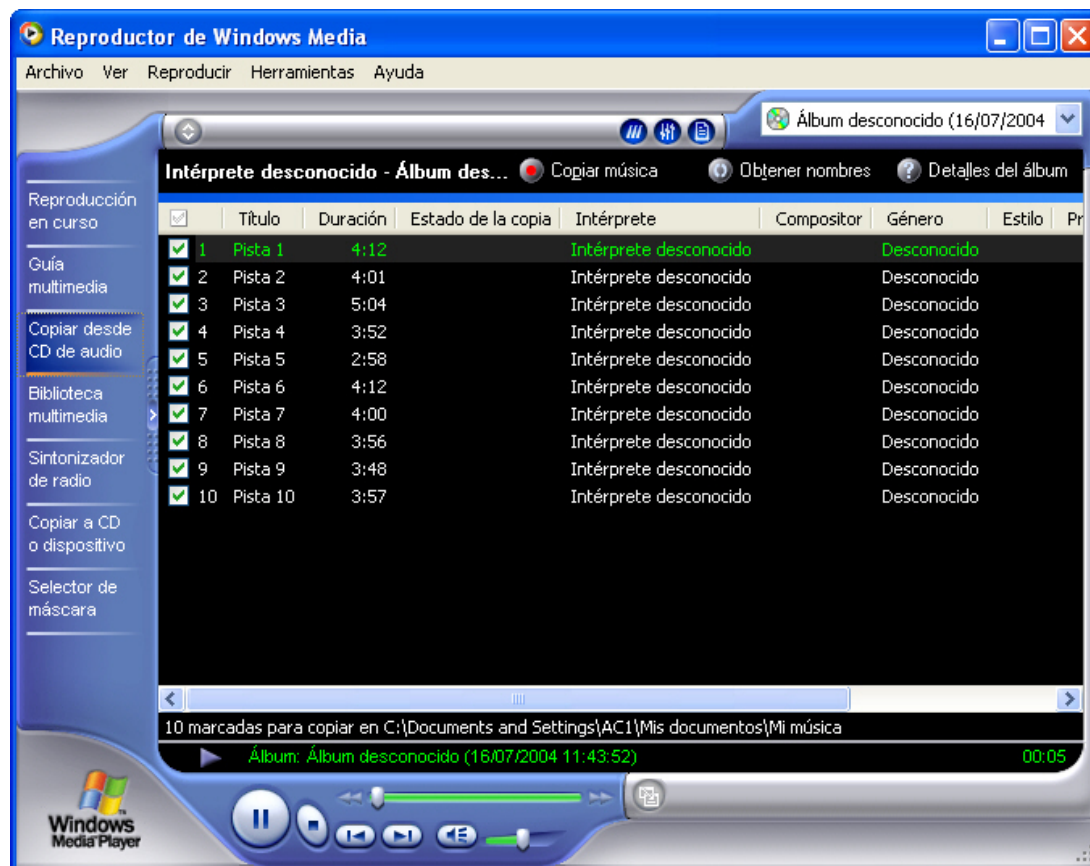 Reproductor de Windows Media
Archivo Ver Reproducir Herramientas Ayuda
Álbum desconocido (16/07/2004
Intérprete desconocido - Álbum des... Copiar música Obtener nombres Detalles del álbum
Reproducción
en curso
Guía
multimedia
Copiar desde
CD de audio
Biblioteca
multimedia
Sintonizador
de radio
Copiar a CD
o dispositivo
Selector de
máscara
Título Duración Estado de la copia Intérprete Compositor Género Estilo Pr
1 Pista 1 4:12 Intérprete desconocido Desconocido
2 Pista 2 4:01 Intérprete desconocido Desconocido
3 Pista 3 5:04 Intérprete desconocido Desconocido
4 Pista 4 3:52 Intérprete desconocido Desconocido
5 Pista 5 2:58 Intérprete desconocido Desconocido
6 Pista 6 4:12 Intérprete desconocido Desconocido
7 Pista 7 4:00 Intérprete desconocido Desconocido
8 Pista 8 3:56 Intérprete desconocido Desconocido
9 Pista 9 3:48 Intérprete desconocido Desconocido
10 Pista 10 3:57 Intérprete desconocido Desconocido
10 marcadas para copiar en C:\Documents and Settings\AC1\Mis documentos\Mi música
Álbum: Álbum desconocido (16/07/2004 11:43:52) 00:05
Windows
Media Player